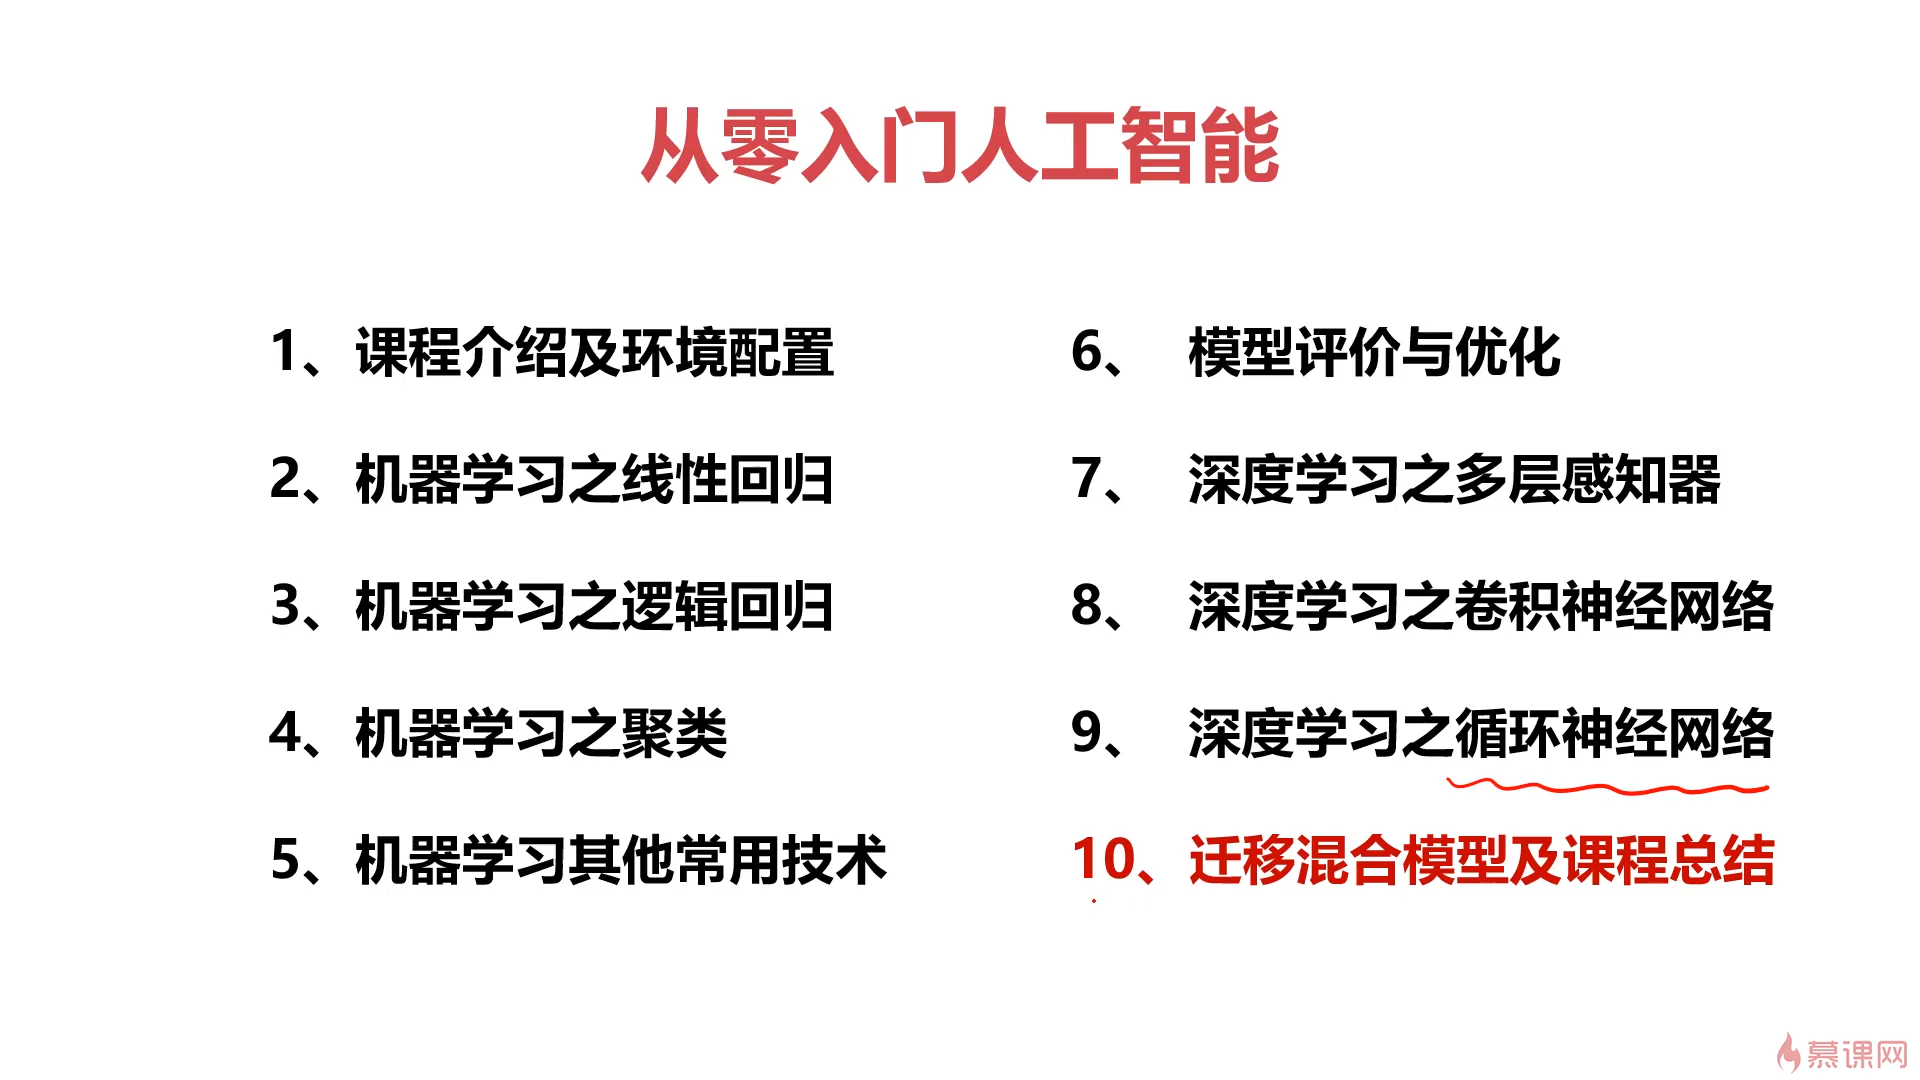 从零入门人工智能
1、课程介绍及环境配置
2、机器学习之线性回归
3、机器学习之逻辑回归
4、机器学习之聚类
5、机器学习其他常用技术
6、 模型评价与优化
7、 深度学习之多层感知器
8、 深度学习之卷积神经网络
9、 深度学习之循环神经网络
10、迁移混合模型及课程总结
慕课网